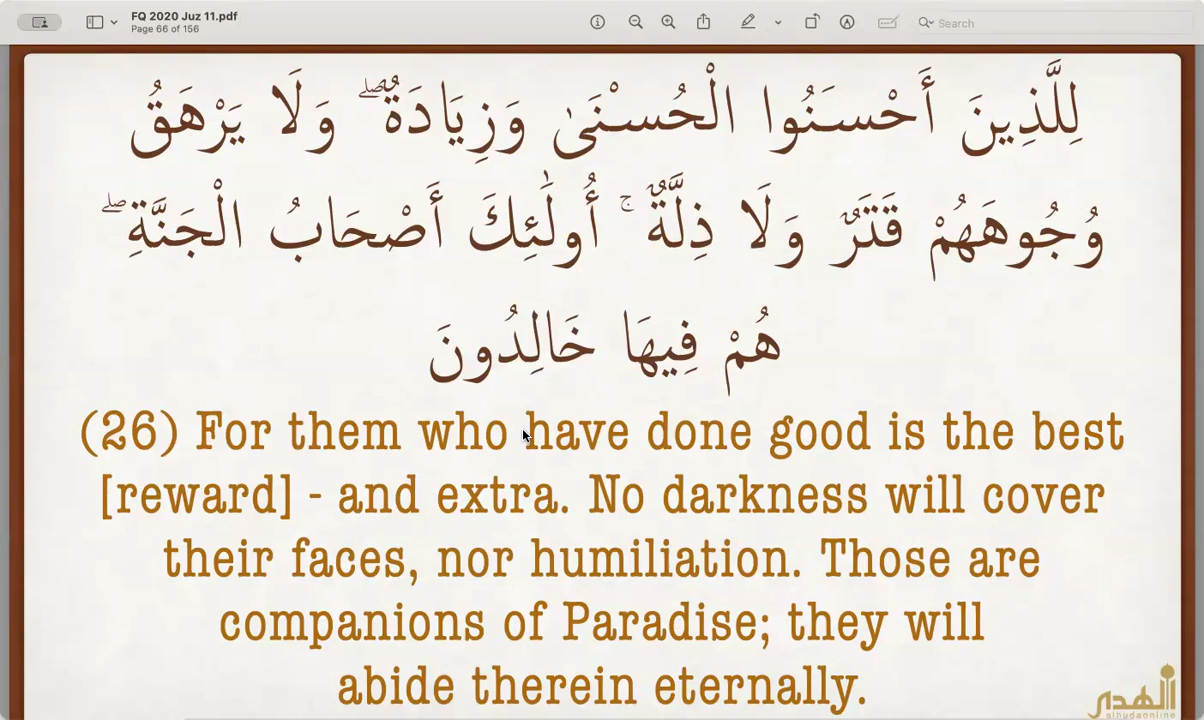 FQ 2020 Juz 11.pdf
Page 66 of 156
Search
لِلَّذِينَ أَحْسَنُوا الْحُسْنَىٰ وَزِيَادَةٌ ۖ وَلَا يَرْهَقُ
وُجُوهَهُمْ قَتَرٌ وَلَا ذِلَّةٌ ۚ أُولَٰئِكَ أَصْحَابُ الْجَنَّةِ ۖ
هُمْ فِيهَا خَالِدُونَ
(26) For them who have done good is the best
[reward] - and extra. No darkness will cover
their faces, nor humiliation. Those are
companions of Paradise; they will
abide therein eternally.
الهدى
alhudaonline